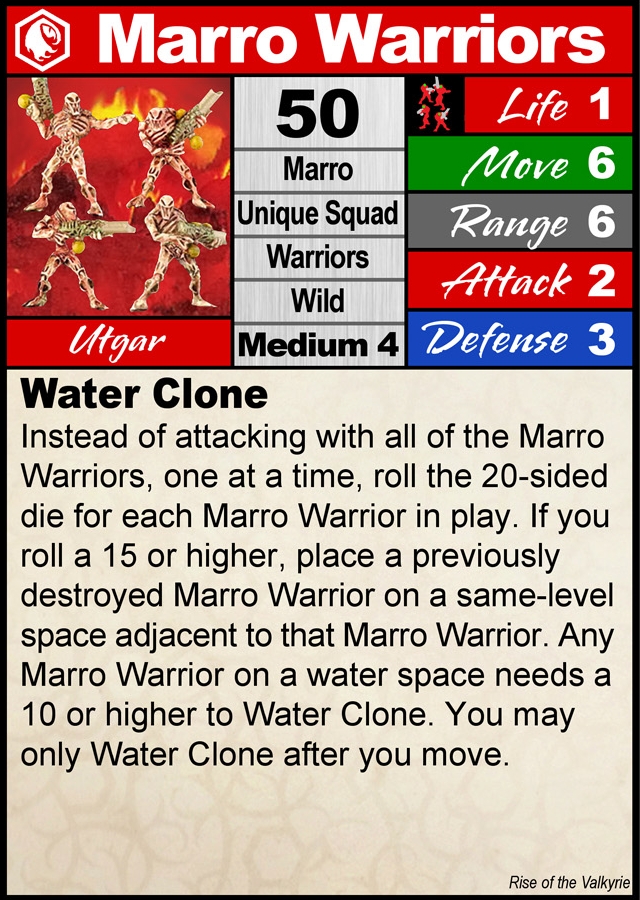 Marro Warriors
50
Marro
Unique Squad
Warriors
Wild
Medium 4
Life 1
Move 6
Range 6
Attack 2
Defense 3
Utgar
Water Clone
Instead of attacking with all of the Marro
Warriors, one at a time, roll the 20-sided
die for each Marro Warrior in play. If you
roll a 15 or higher, place a previously
destroyed Marro Warrior on a same-level
space adjacent to that Marro Warrior. Any
Marro Warrior on a water space needs a
10 or higher to Water Clone. You may
only Water Clone after you move.
Rise of the Valkyrie